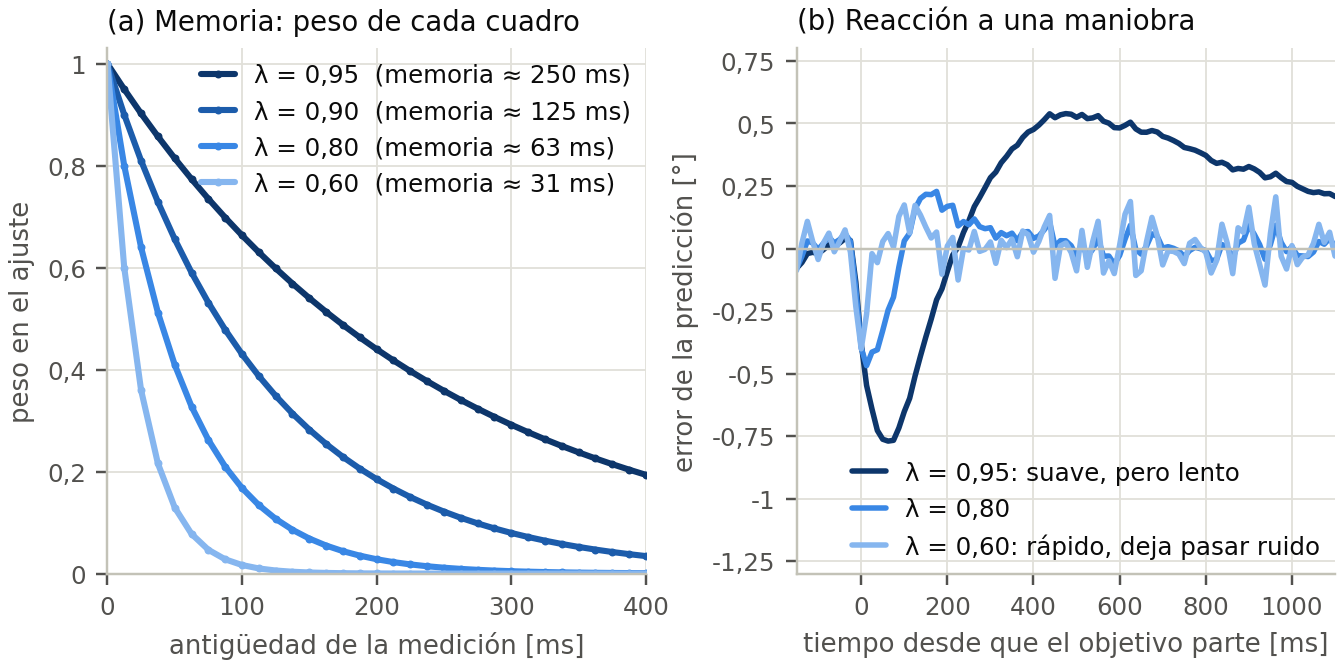 (a) Memoria: peso de cada cuadro
peso en el ajuste
1
0,8
0,6
0,4
0,2
0
λ = 0,95 (memoria ≈ 250 ms)
λ = 0,90 (memoria ≈ 125 ms)
λ = 0,80 (memoria ≈ 63 ms)
λ = 0,60 (memoria ≈ 31 ms)
0 100 200 300 400
antigüedad de la medición [ms]
(b) Reacción a una maniobra
error de la predicción [°]
0,75
0,5
0,25
0
-0,25
-0,5
-0,75
-1
-1,25
λ = 0,95: suave, pero lento
λ = 0,80
λ = 0,60: rápido, deja pasar ruido
0 200 400 600 800 1000
tiempo desde que el objetivo parte [ms]